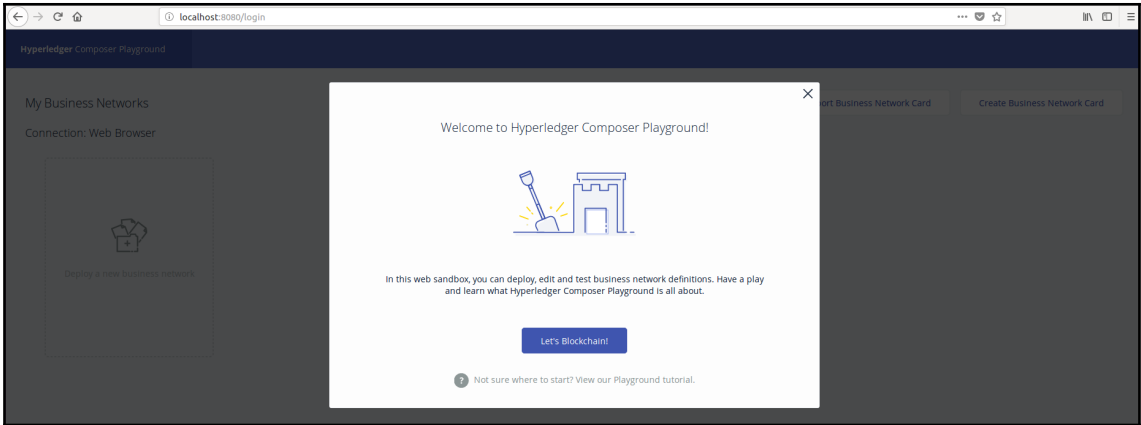 localhost:8080/login
Hyperledger Composer Playground
My Business Networks
ort Business Network Card
Create Business Network Card
Connection: Web Browser
Deploy a new business network
Welcome to Hyperledger Composer Playground!
In this web sandbox, you can deploy, edit and test business network definitions. Have a play
and learn what Hyperledger Composer Playground is all about.
Let's Blockchain!
? Not sure where to start? View our Playground tutorial.